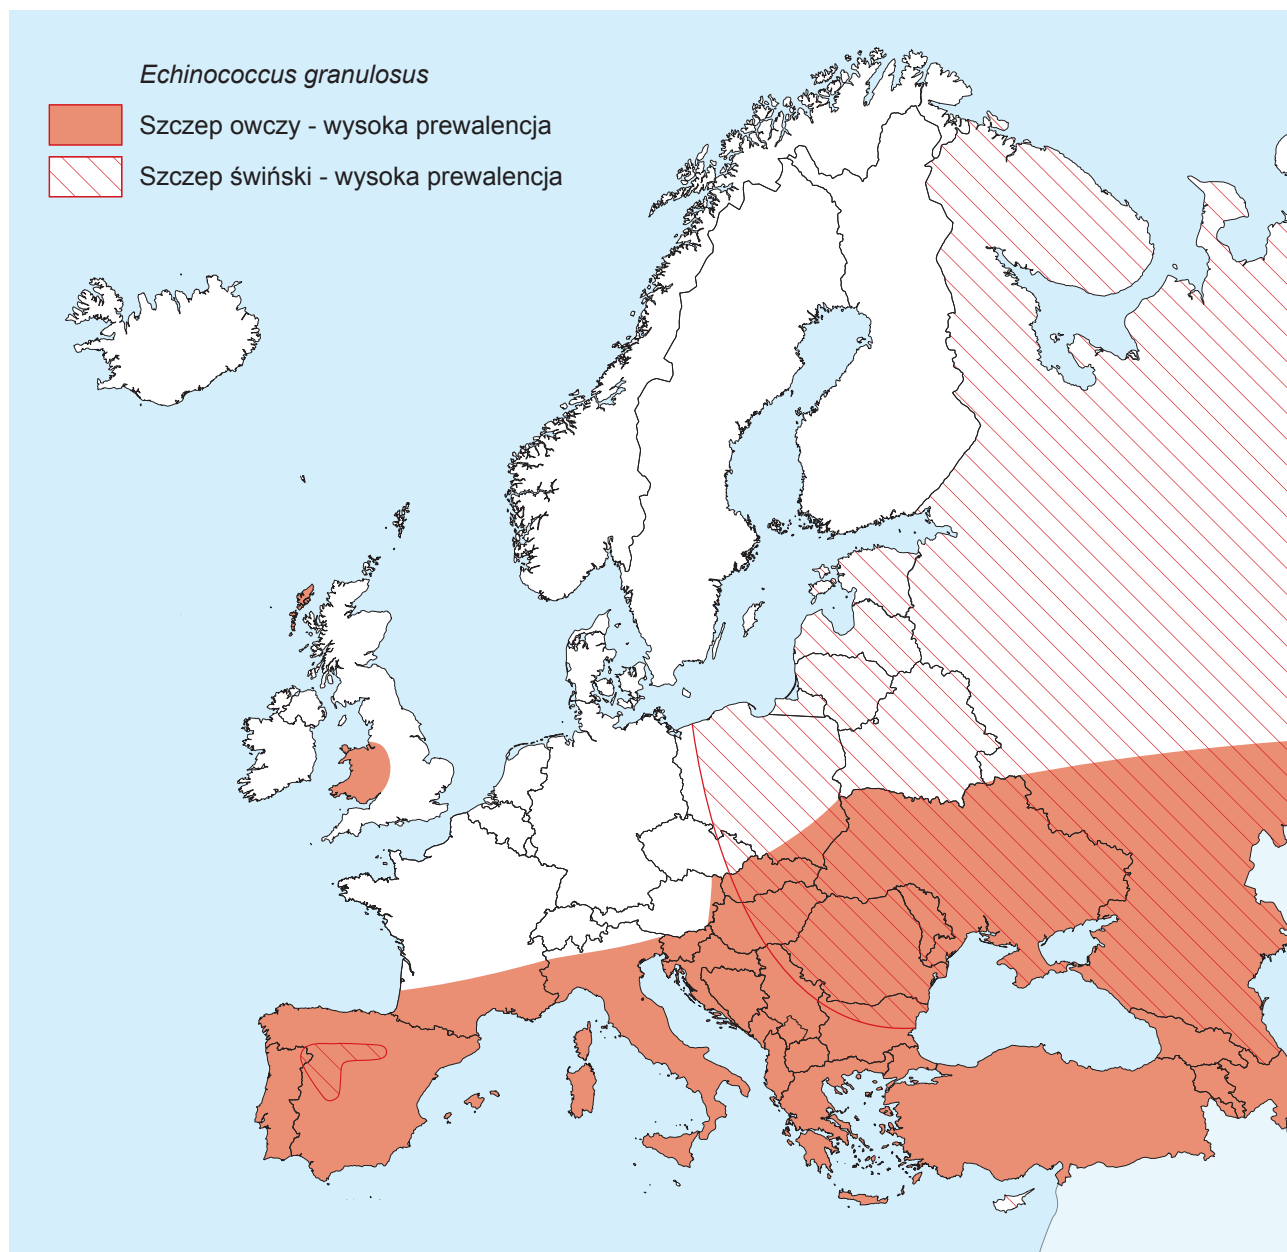 Echinococcus granulosus
Szczep owczy - wysoka prewalencja
Szczep świński - wysoka prewalencja